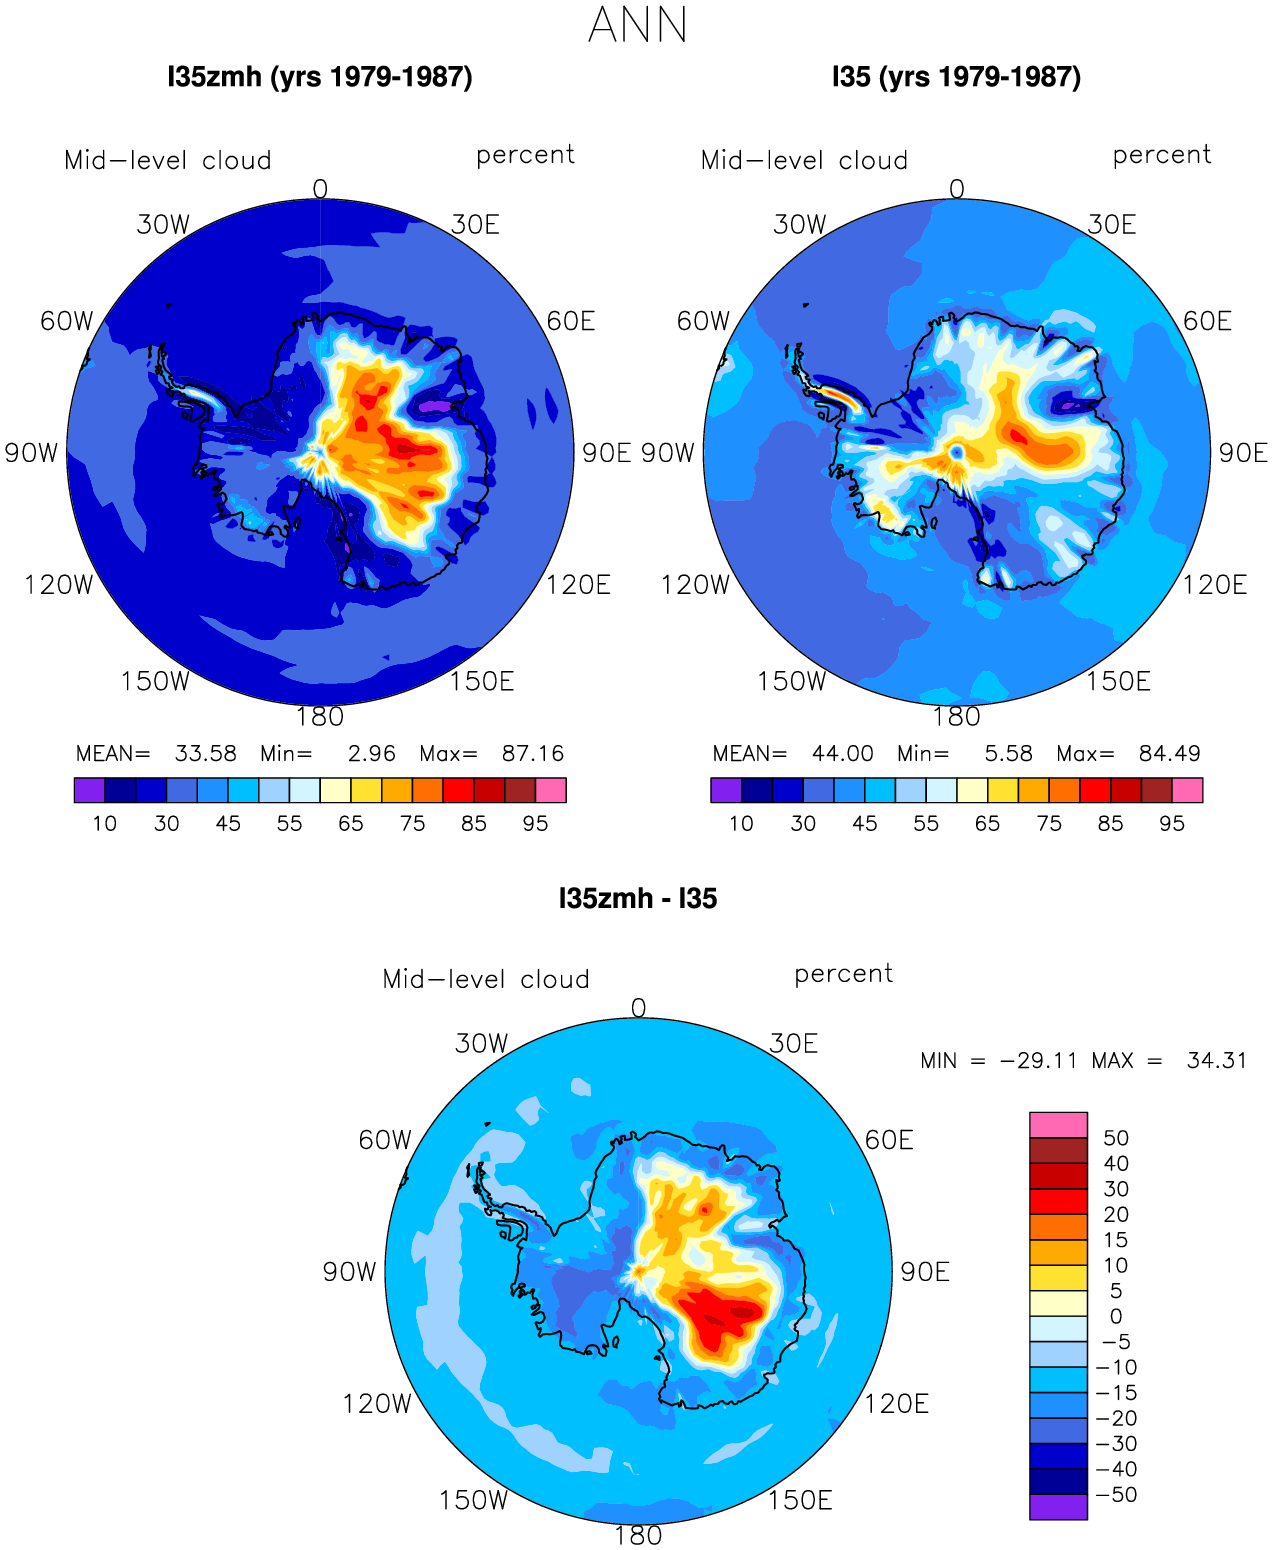 ANN
I35zmh (yrs 1979-1987) I35 (yrs 1979-1987)
Mid-level cloud percent Mid-level cloud percent
0 0
30W 30E 30W 30E
60W 60E 60W 60E
90W 90E 90W 90E
120W 120E 120W 120E
150W 150E 150W 150E
180 180
MEAN= 33.58 Min= 2.96 Max= 87.16 MEAN= 44.00 Min= 5.58 Max= 84.49
10 30 45 55 65 75 85 95 10 30 45 55 65 75 85 95
I35zmh - I35
Mid-level cloud percent
0
30W 30E
MIN = -29.11 MAX = 34.31
60W 60E
90W 90E
120W 120E
150W 150E
180
50
40
30
20
15
10
5
0
-5
-10
-15
-20
-30
-40
-50